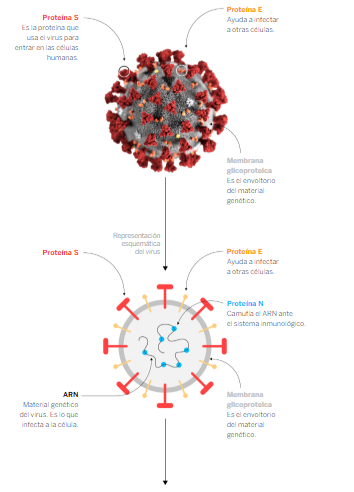 Proteína S
Es la proteína que
usa el virus para
entrar en las células
humanas.
Proteína E
Ayuda a infectar
a otras células.
Membrana
glicoproteica
Es el envoltorio
del material
genético.
Representación
esquemática
del virus
Proteína S
Proteína E
Ayuda a infectar
a otras células.
Proteína N
Camufla el ARN ante
el sistema inmunológico.
ARN
Material genético
del virus. Es lo que
infecta a la célula.
Membrana
glicoproteica
Es el envoltorio
del material
genético.